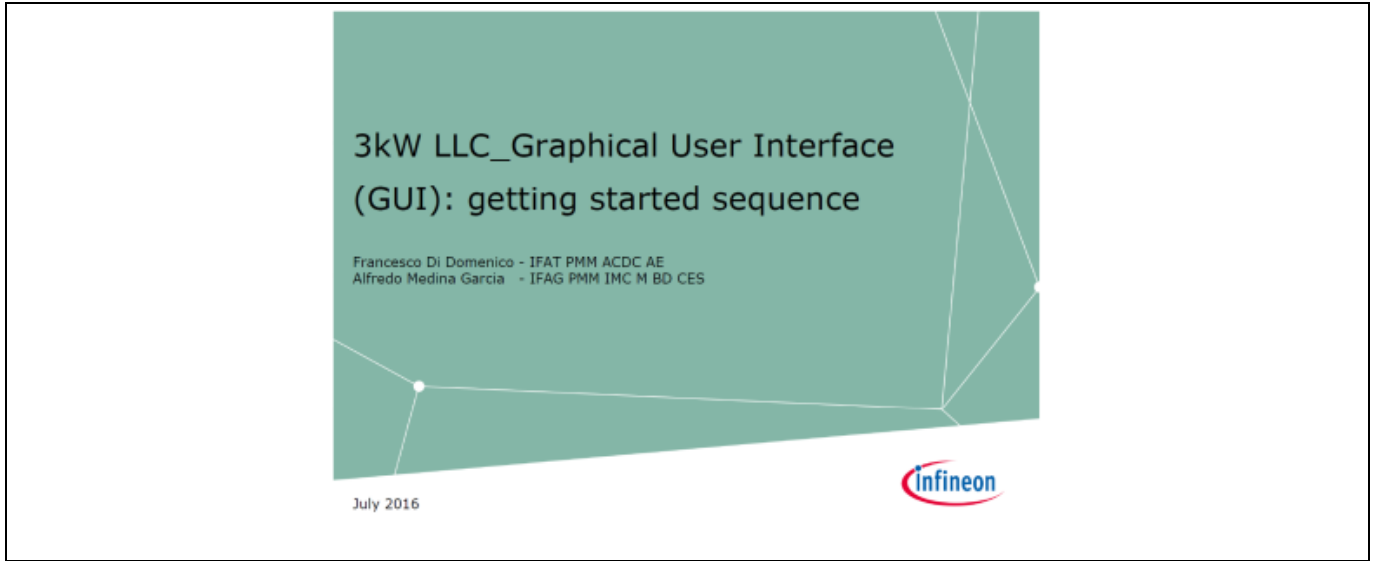 3kW LLC_Graphical User Interface
(GUI): getting started sequence
Francesco Di Domenico - IFAT PMM ACDC AE
Alfredo Medina Garcia - IFAG PMM IMC M BD CES
infineon
July 2016